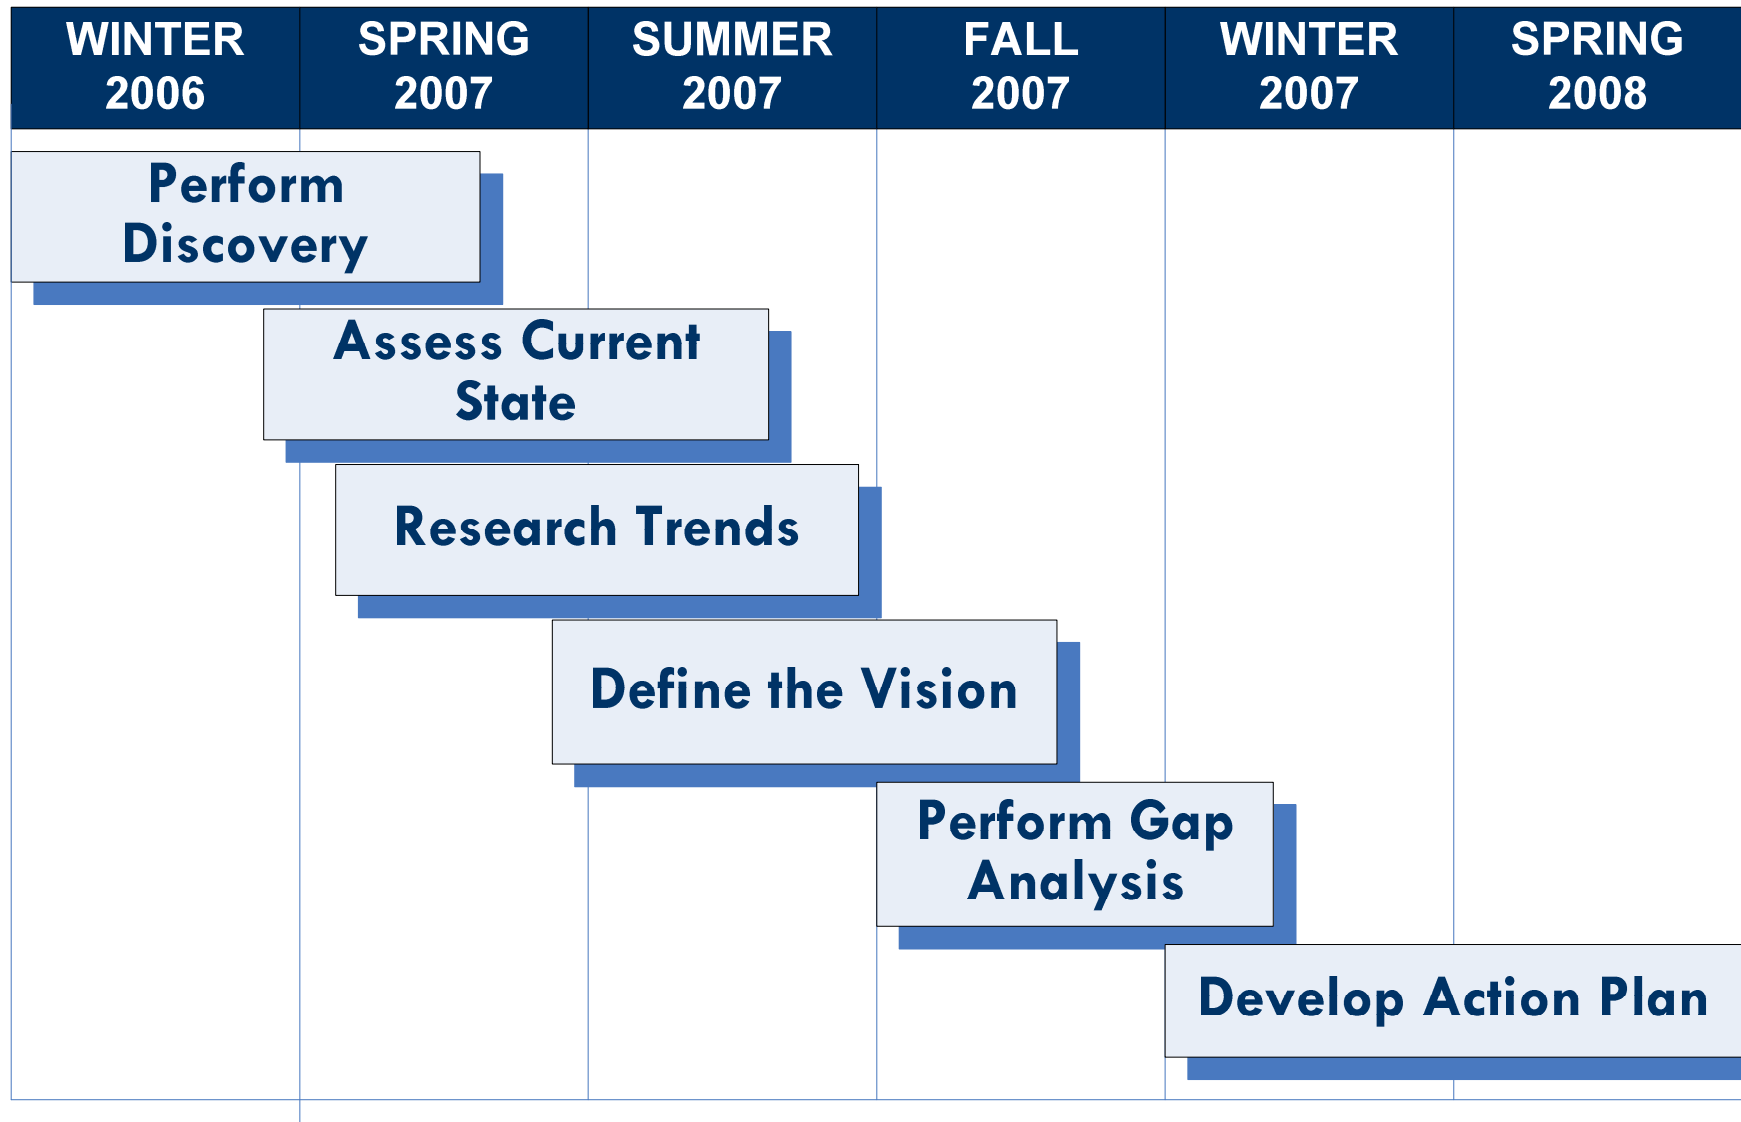 WINTER
2006
SPRING
2007
SUMMER
2007
FALL
2007
WINTER
2007
SPRING
2008
Perform
Discovery
Assess Current
State
Research Trends
Define the Vision
Perform Gap
Analysis
Develop Action Plan